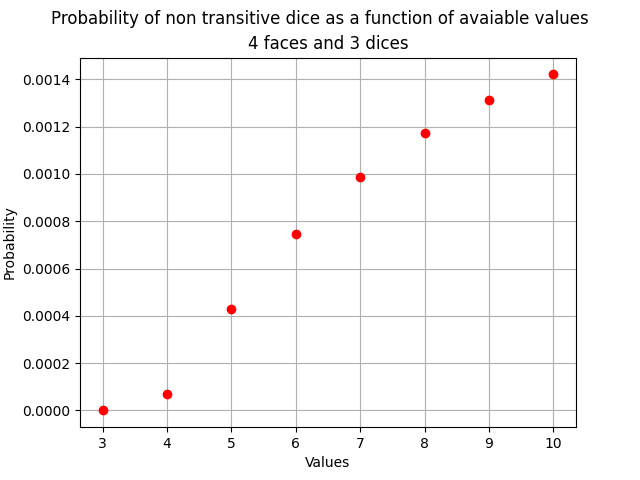 Probability of non transitive dice as a function of avaiable values
4 faces and 3 dices
0.0014
0.0012
0.0010
0.0008
0.0006
0.0004
0.0002
0.0000
Probability
3 4 5 6 7 8 9 10
Values